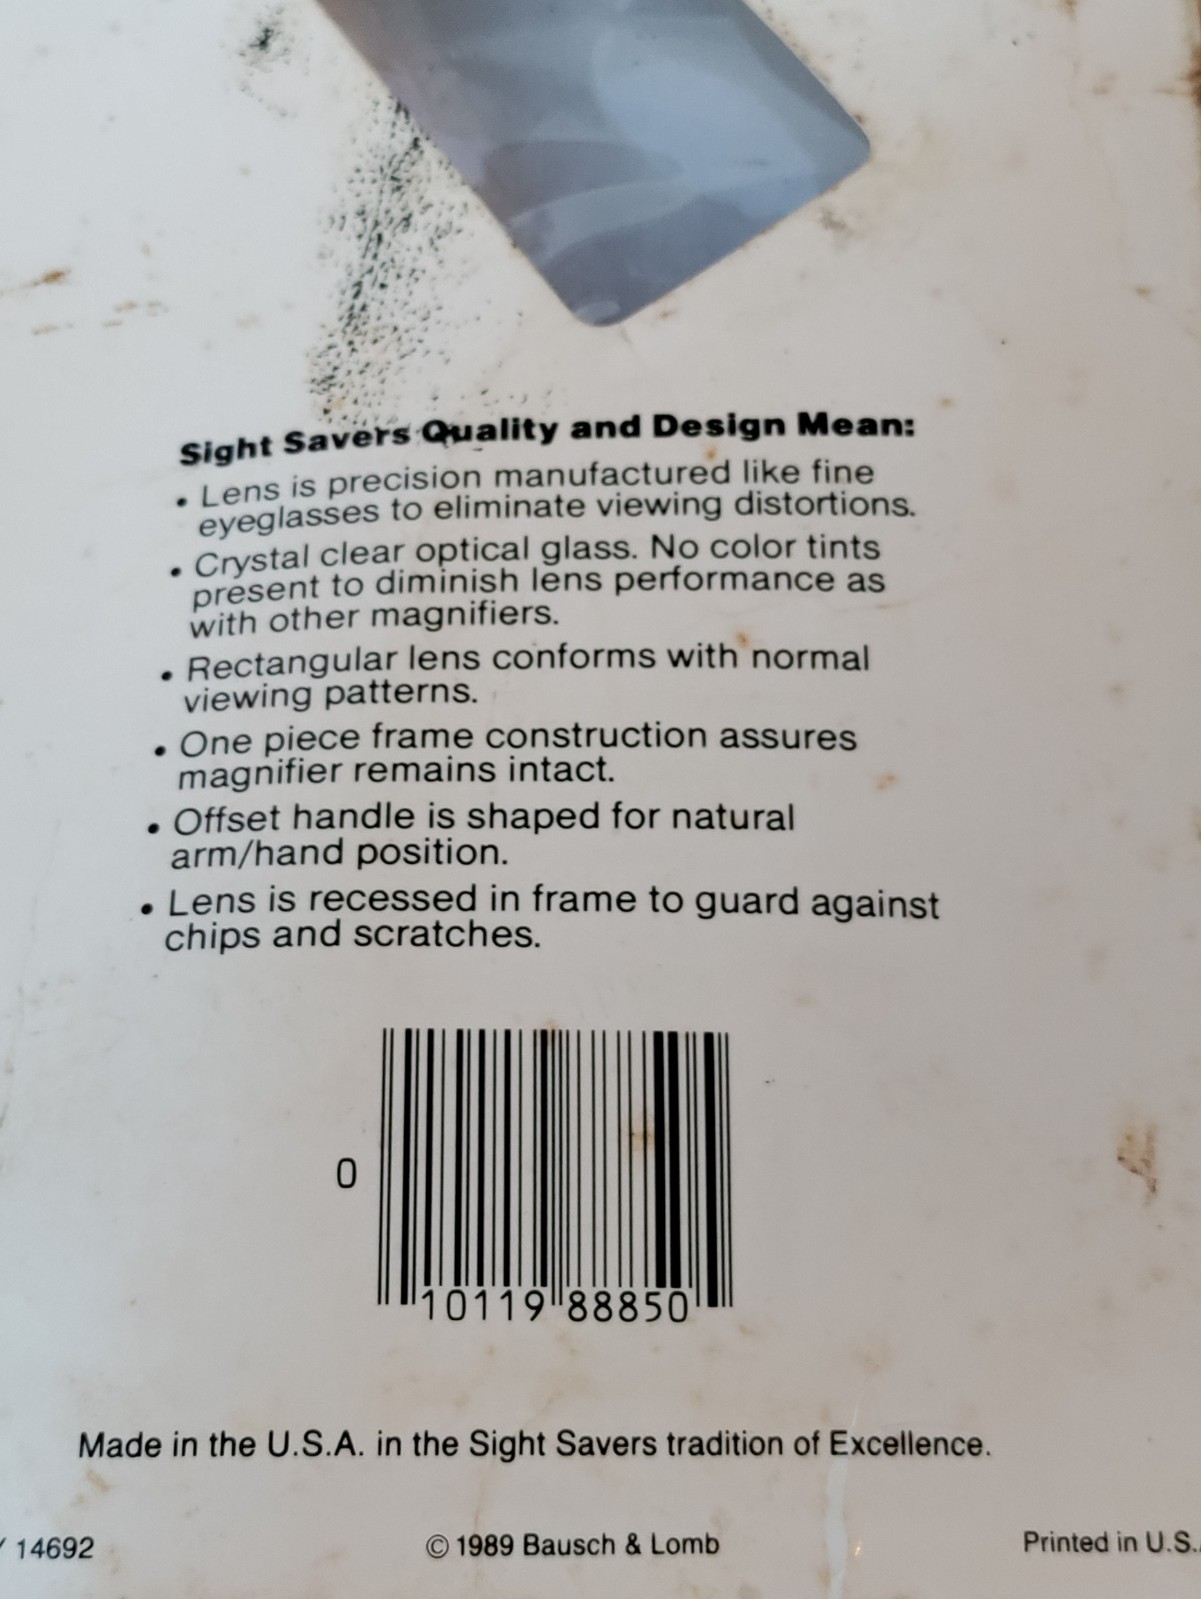 Sight Savers Quality and Design Mean:
• Lens is precision manufactured like fine
eyeglasses to eliminate viewing distortions.
• Crystal clear optical glass. No color tints
present to diminish lens performance as
with other magnifiers.
• Rectangular lens conforms with normal
viewing patterns.
• One piece frame construction assures
magnifier remains intact.
• Offset handle is shaped for natural
arm/hand position.
• Lens is recessed in frame to guard against
chips and scratches.
0
10119 88850
Made in the U.S.A. in the Sight Savers tradition of Excellence.
14692 © 1989 Bausch & Lomb Printed in U.S.